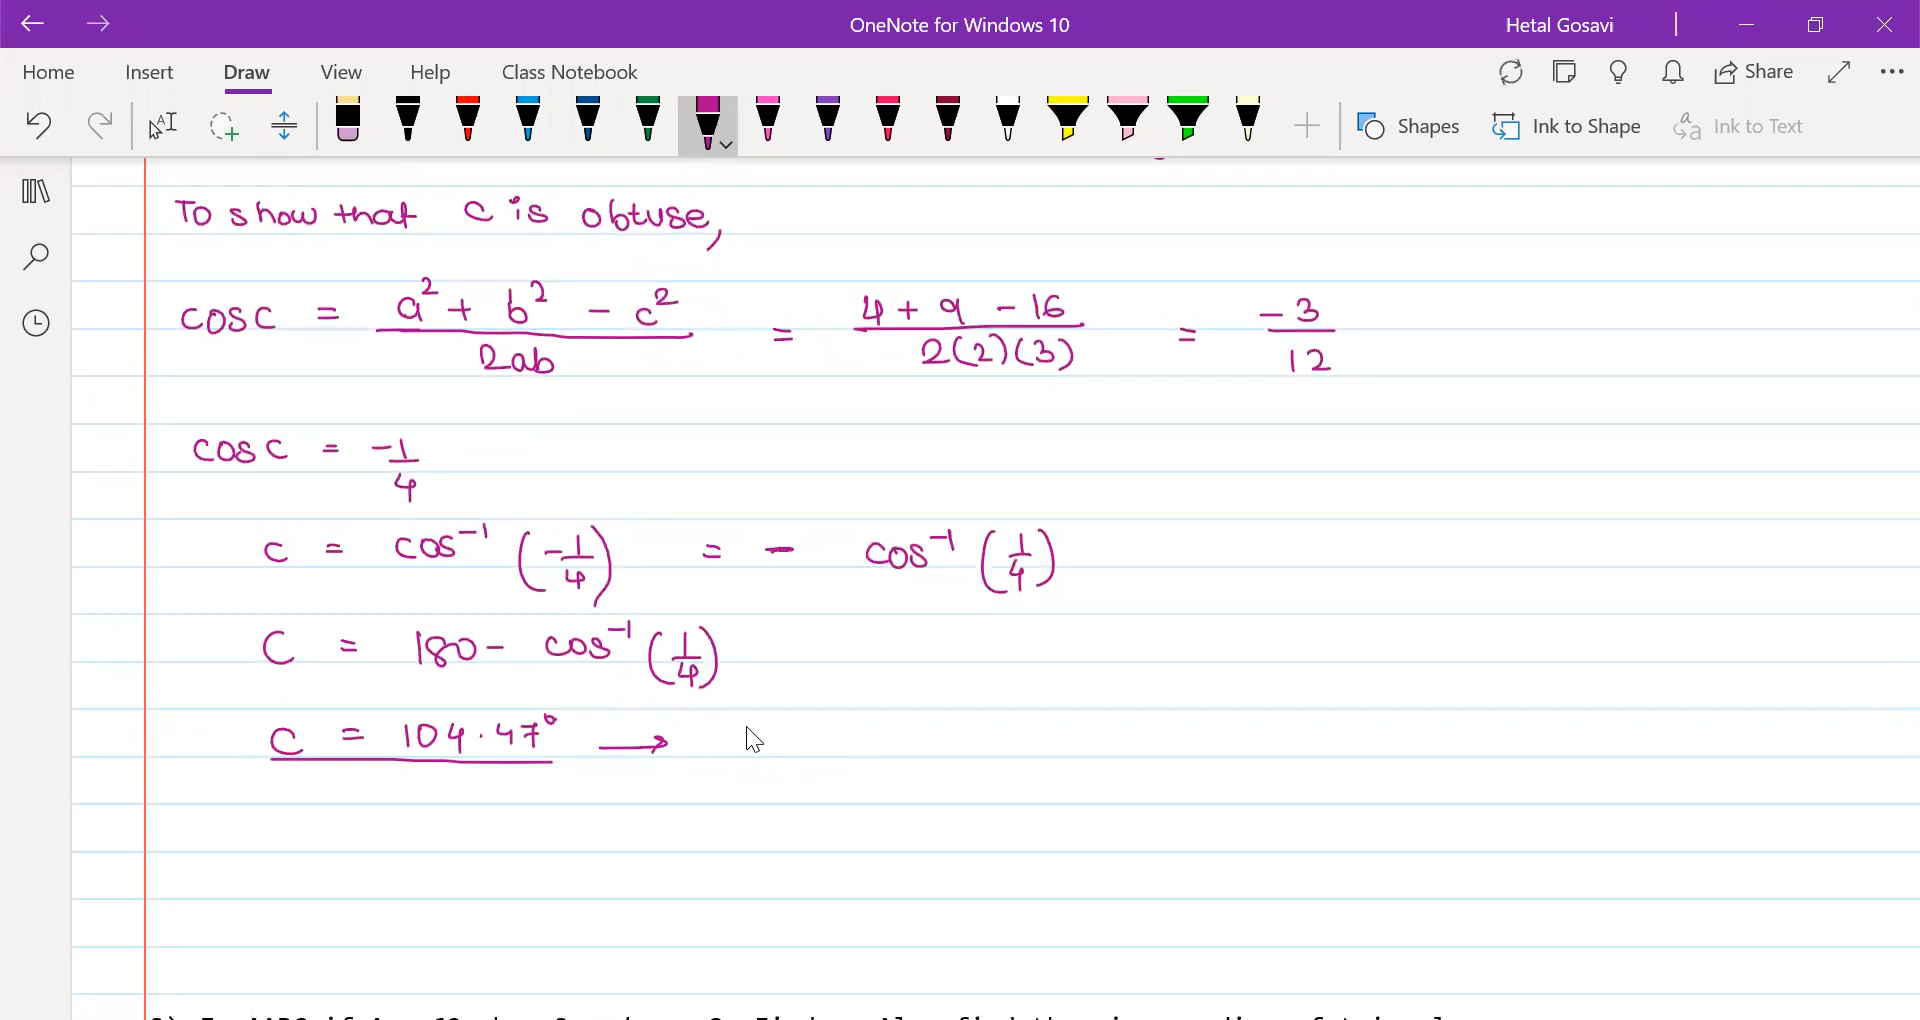 OneNote for Windows 10
Hetal Gosavi
Home Insert Draw View Help Class Notebook
Share
Shapes Ink to Shape Ink to Text
To show that C is obtuse,
cos C = a² + b² - c² / 2ab = 4 + 9 - 16 / 2(2)(3) = -3 / 12
cos C = -1/4
C = cos⁻¹ (-1/4) = - cos⁻¹ (1/4)
C = 180 - cos⁻¹ (1/4)
C = 104.47° →